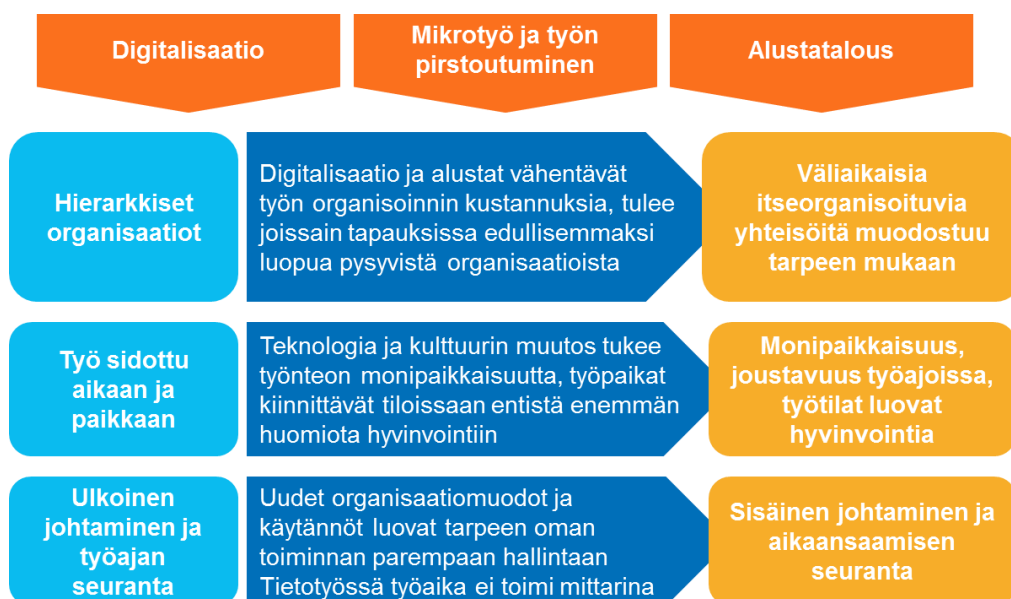 Digitalisaatio
Mikrotyö ja työn
pirstoutuminen
Alustatalous
Hierarkkiset
organisaatiot
Digitalisaatio ja alustat vähentävät
työn organisoinnin kustannuksia, tulee
joissain tapauksissa edullisemmaksi
luopua pysyvistä organisaatioista
Väliaikaisia
itseorganisoituvia
yhteisöitä muodostuu
tarpeen mukaan
Työ sidottu
aikaan ja
paikkaan
Teknologia ja kulttuurin muutos tukee
työnteon monipaikkaisuutta, työpaikat
kiinnittävät tiloissaan entistä enemmän
huomiota hyvinvointiin
Monipaikkaisuus,
joustavuus työajoissa,
työtilat luovat
hyvinvointia
Ulkoinen
johtaminen ja
työajan
seuranta
Uudet organisaatiomuodot ja
käytännöt luovat tarpeen oman
toiminnan parempaan hallintaan
Tietotyössä työaika ei toimi mittarina
Sisäinen johtaminen ja
aikaansaamisen
seuranta